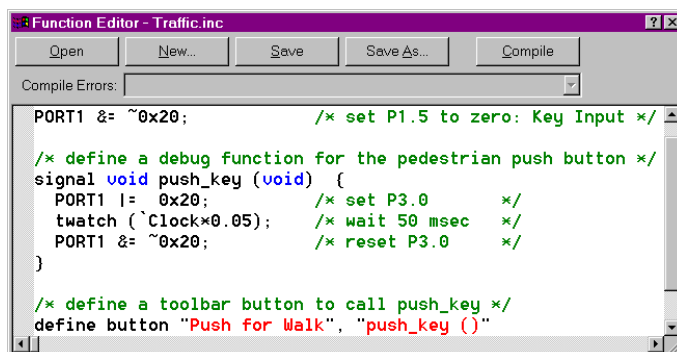 Function Editor - Traffic.inc
Open New... Save Save As... Compile
Compile Errors:
PORT1 &= ~0x20; /* set P1.5 to zero: Key Input */
/* define a debug function for the pedestrian push button */
signal void push_key (void) {
PORT1 |= 0x20; /* set P3.0 */
twatch (`Clock*0.05); /* wait 50 msec */
PORT1 &= ~0x20; /* reset P3.0 */
}
/* define a toolbar button to call push_key */
define button "Push for Walk", "push_key ()"